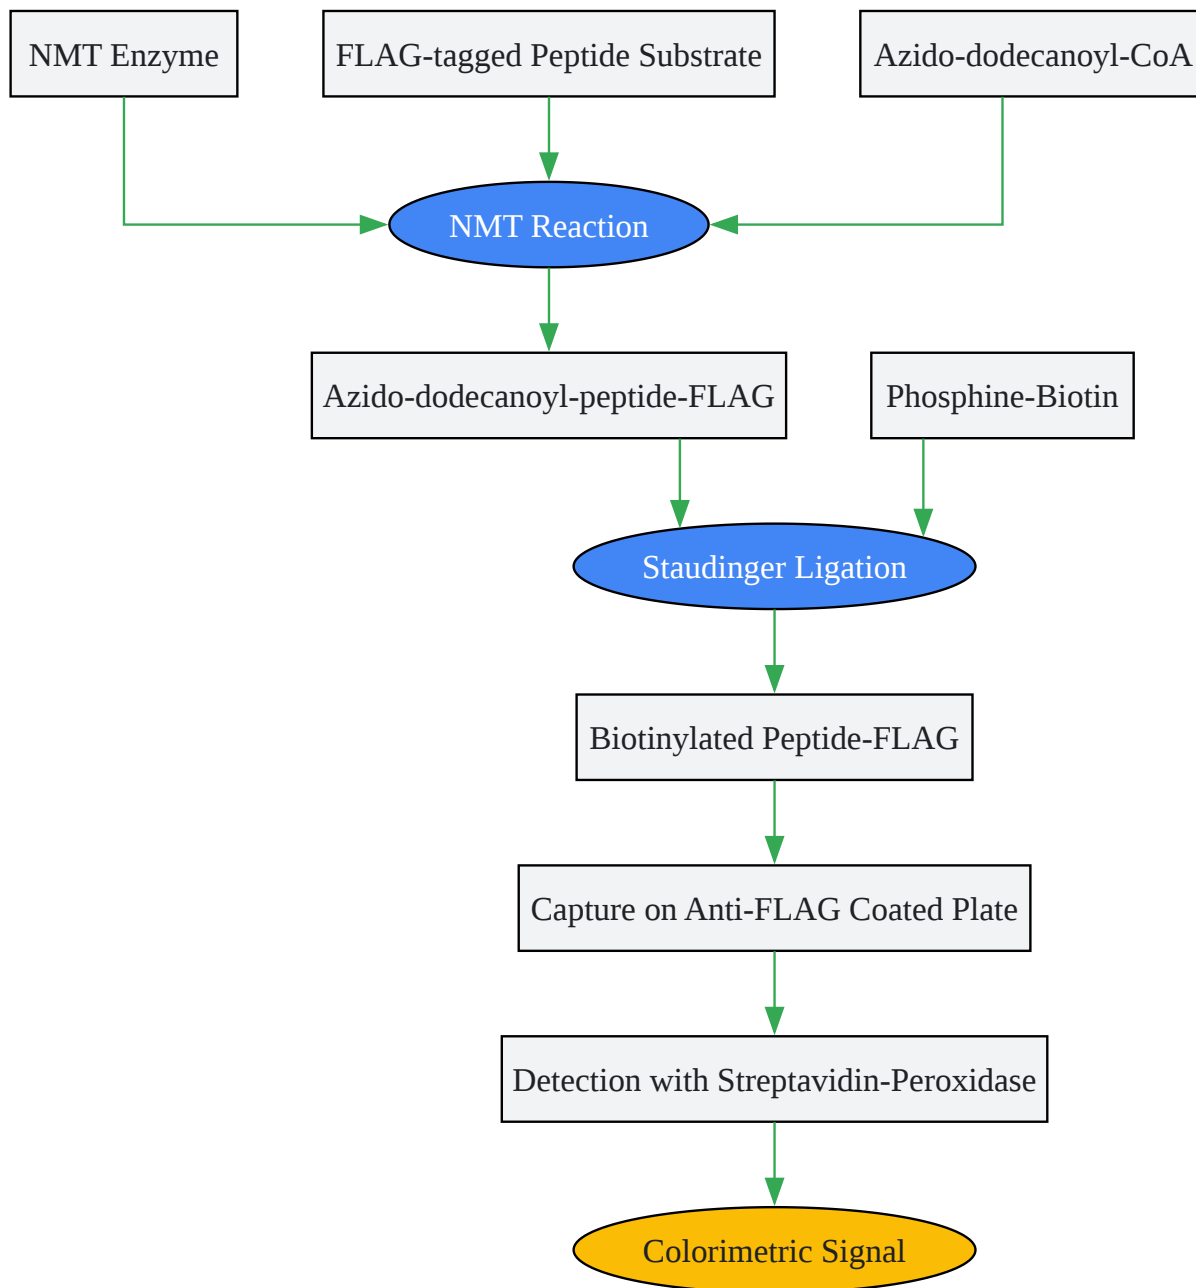 NMT Enzyme
FLAG-tagged Peptide Substrate
Azido-dodecanoyl-CoA
NMT Reaction
Azido-dodecanoyl-peptide-FLAG
Phosphine-Biotin
Staudinger Ligation
Biotinylated Peptide-FLAG
Capture on Anti-FLAG Coated Plate
Detection with Streptavidin-Peroxidase
Colorimetric Signal